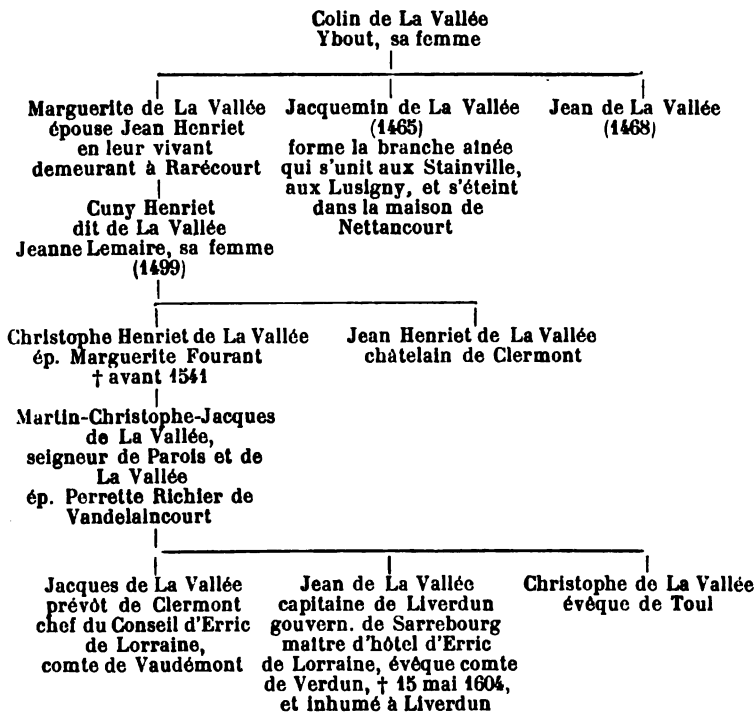 Colin de La Vallée
Ybout, sa femme
Marguerite de La Vallée
épouse Jean Henriet
en leur vivant
demeurant à Rarécourt
Jacquemin de La Vallée
(1465)
forme la branche ainée
qui s'unit aux Stainville,
aux Lusigny, et s'éteint
dans la maison de
Nettancourt
Jean de La Vallée
(1468)
Cuny Henriet
dit de La Vallée
Jeanne Lemaire, sa femme
(1499)
Christophe Henriet de La Vallée
ép. Marguerite Fourant
† avant 1541
Jean Henriet de La Vallée
châtelain de Clermont
Martin-Christophe-Jacques
de La Vallée,
seigneur de Parois et de
La Vallée
ép. Perrette Richier de
Vandelaincourt
Jacques de La Vallée
prévôt de Clermont
chef du Conseil d'Erric
de Lorraine,
comte de Vaudémont
Jean de La Vallée
capitaine de Liverdun
gouvern. de Sarrebourg
maitre d'hôtel d'Erric
de Lorraine, évêque comte
de Verdun, † 15 mai 1604,
et inhumé à Liverdun
Christophe de La Vallée
évêque de Toul